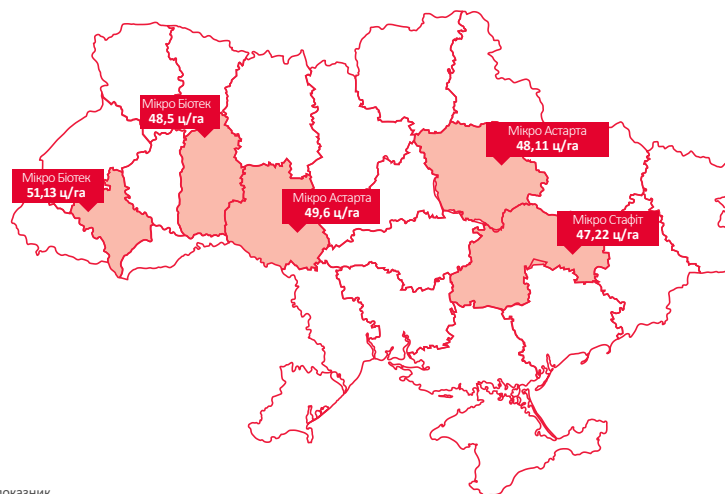 Мікро Біотек
48,5 ц/га
Мікро Астарта
48,11 ц/га
Мікро Біотек
51,13 ц/га
Мікро Астарта
49,6 ц/га
Мікро Стафіт
47,22 ц/га
показник